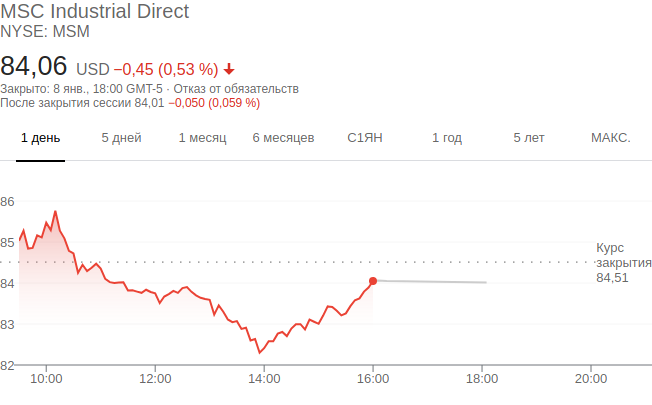 MSC Industrial Direct
NYSE: MSM
84,06 USD −0,45 (0,53 %)
Закрыто: 8 янв., 18:00 GMT-5 · Отказ от обязательств
После закрытия сессии 84,01 −0,050 (0,059 %)
1 день 5 дней 1 месяц 6 месяцев С1ЯН 1 год 5 лет МАКС.
86
85
Курс
закрытия
84,51
84
83
82
10:00 12:00 14:00 16:00 18:00 20:00